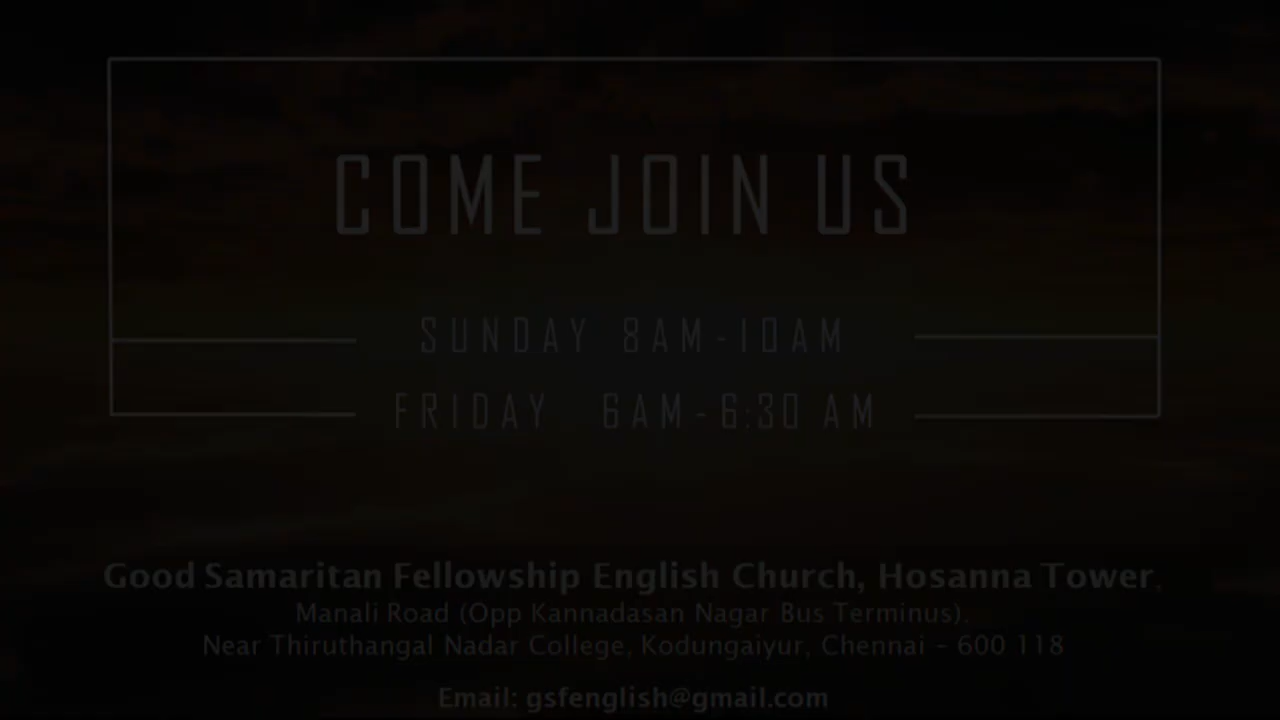 COME JOIN US
SUNDAY 8AM-10AM
FRIDAY 6AM-6:30 AM
Good Samaritan Fellowship English Church, Hosanna Tower,
Manali Road (Opp Kannadasan Nagar Bus Terminus).
Near Thiruthangal Nadar College, Kodungaiyur, Chennai - 600 118
Email: gsfenglish@gmail.com